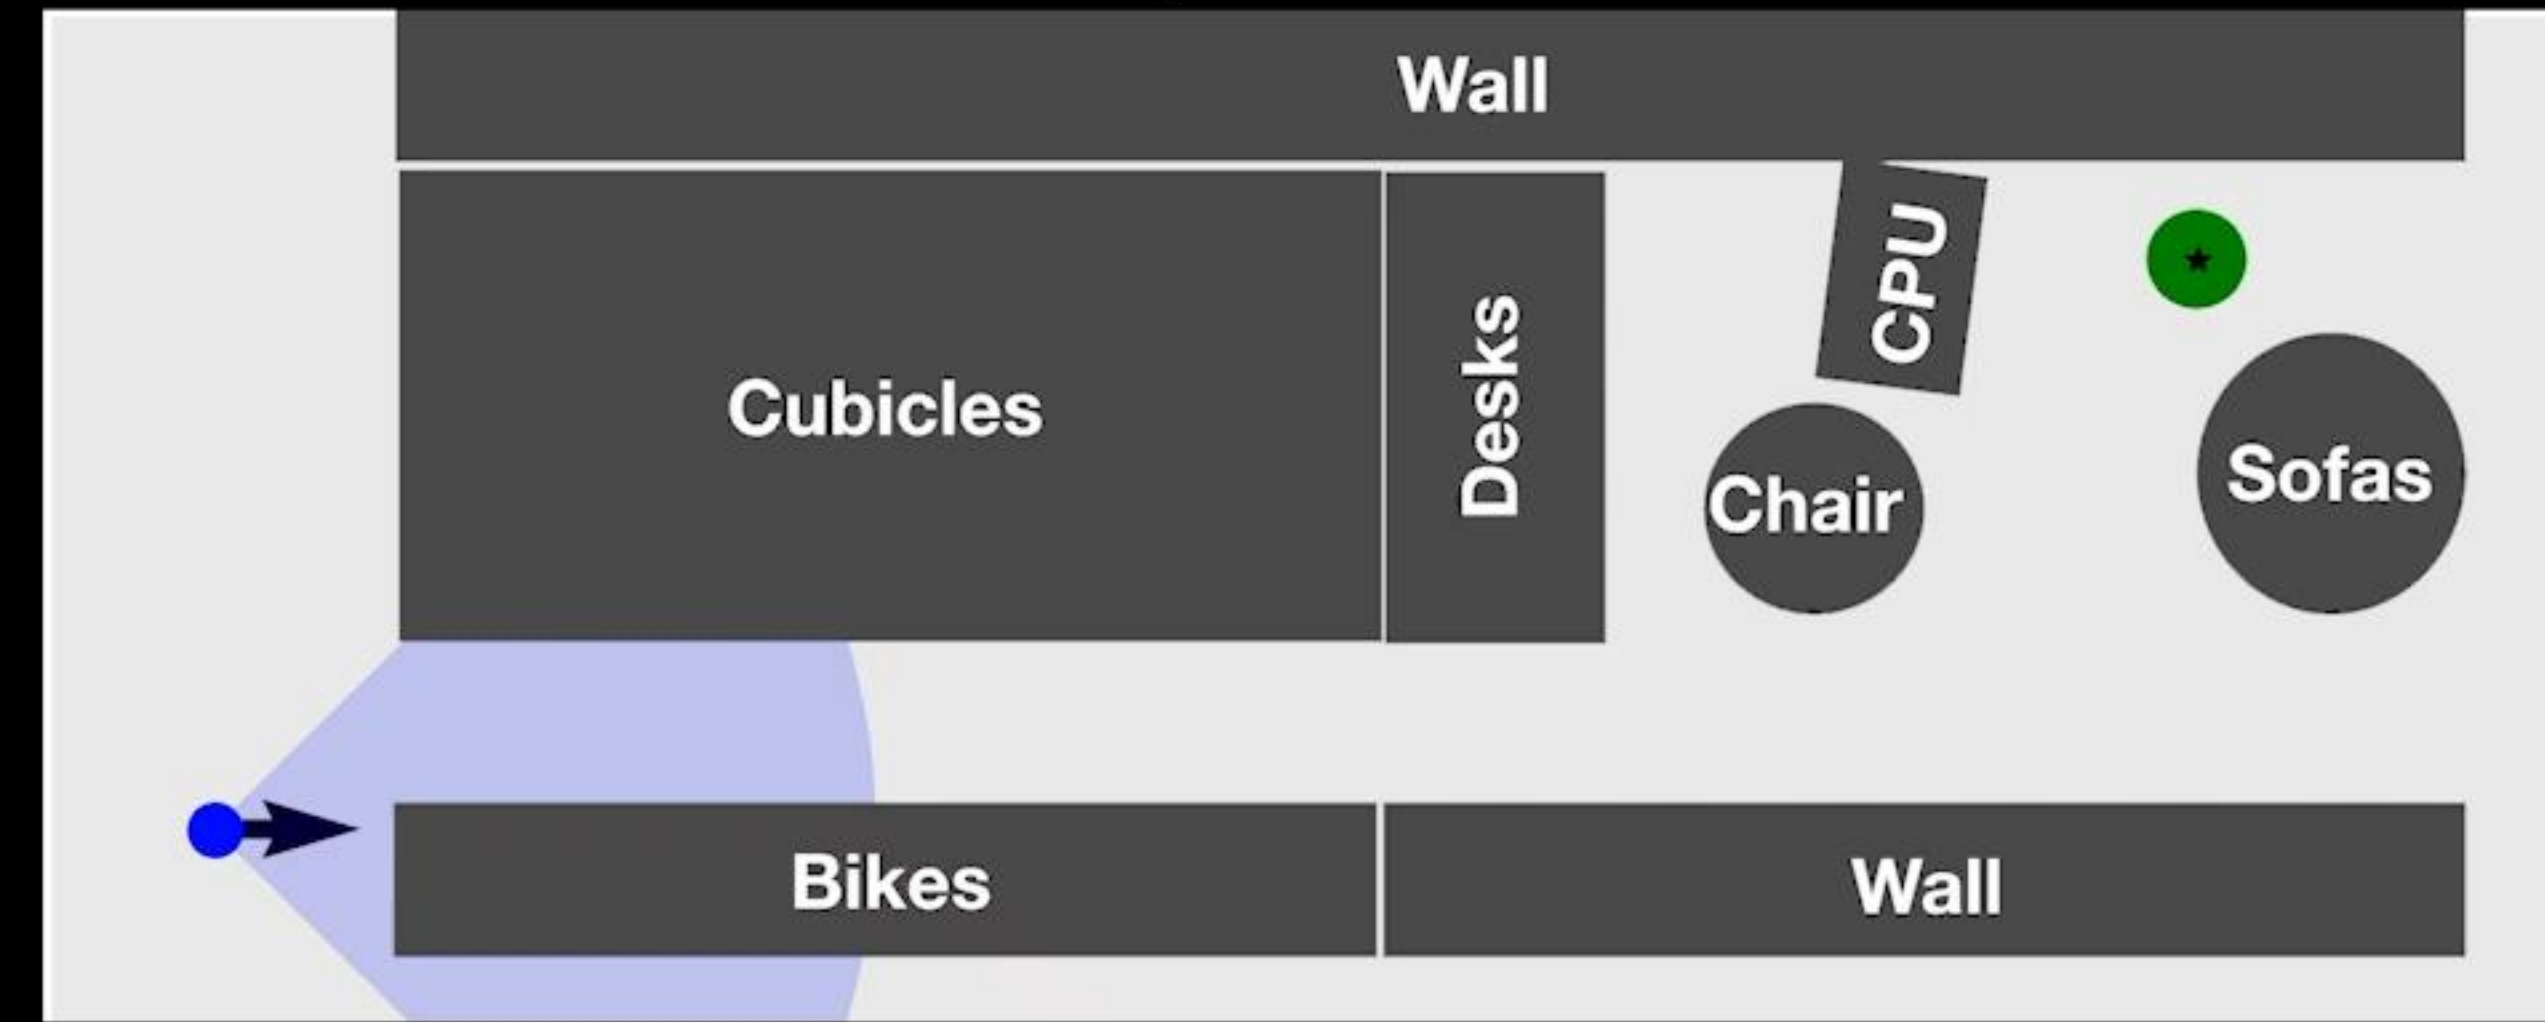 Wall
CPU
Desks
Cubicles
Chair
Sofas
Bikes
Wall